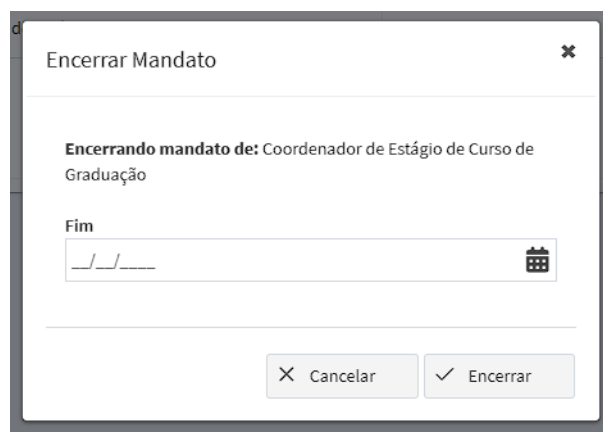 d
Encerrar Mandato
Encerrando mandato de: Coordenador de Estágio de Curso de
Graduação
Fim
__/__/____
Cancelar
Encerrar